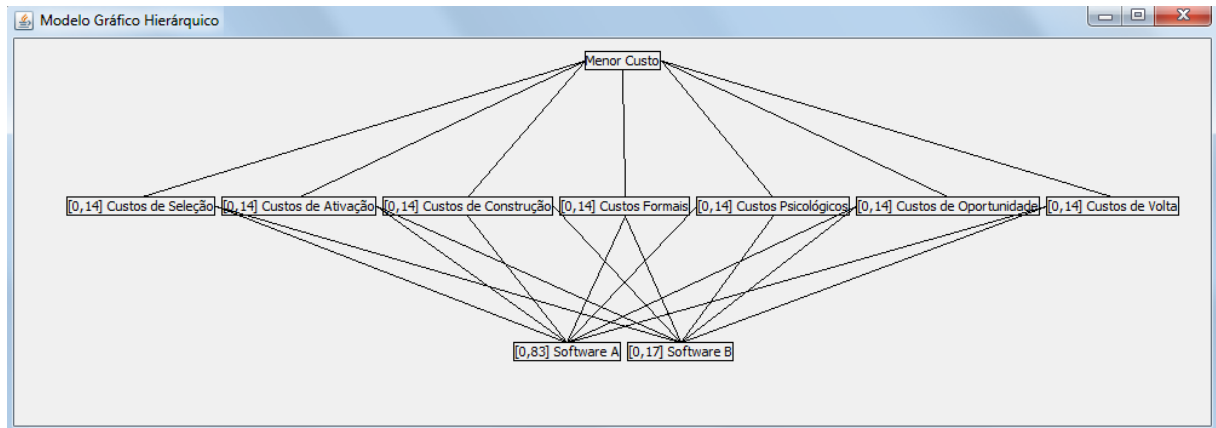 Modelo Gráfico Hierárquico
Menor Custo
[0,14] Custos de Seleção [0,14] Custos de Ativação [0,14] Custos de Construção [0,14] Custos Formais [0,14] Custos Psicológicos [0,14] Custos de Oportunidade [0,14] Custos de Volta
[0,83] Software A [0,17] Software B